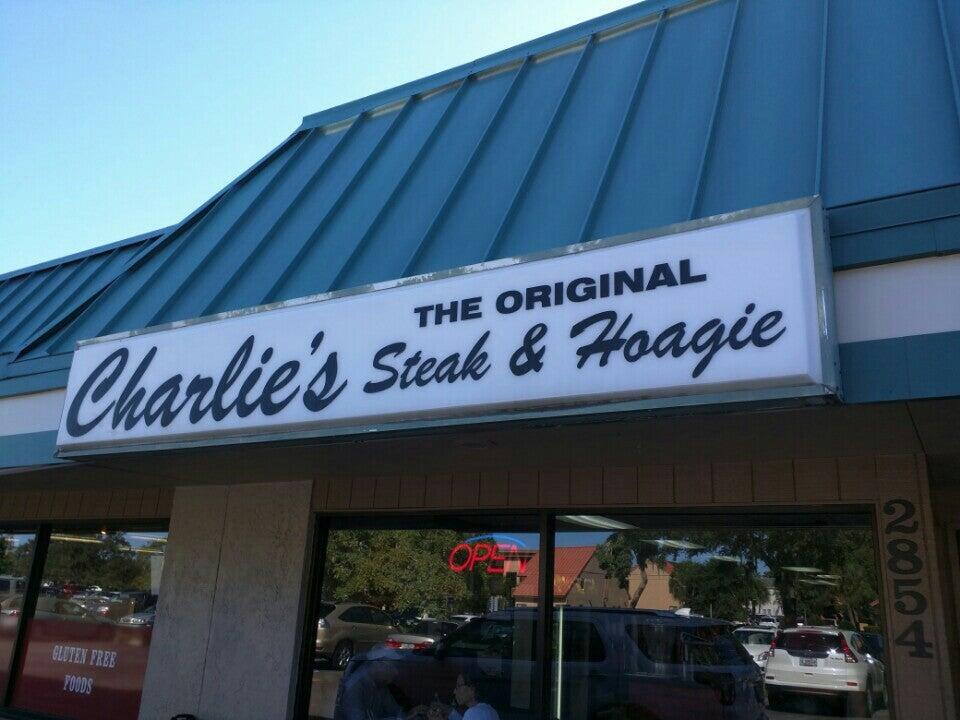 Charlie's
THE ORIGINAL
Steak & Hoagie
OPEN
2854
GLUTEN FREE
FOODS